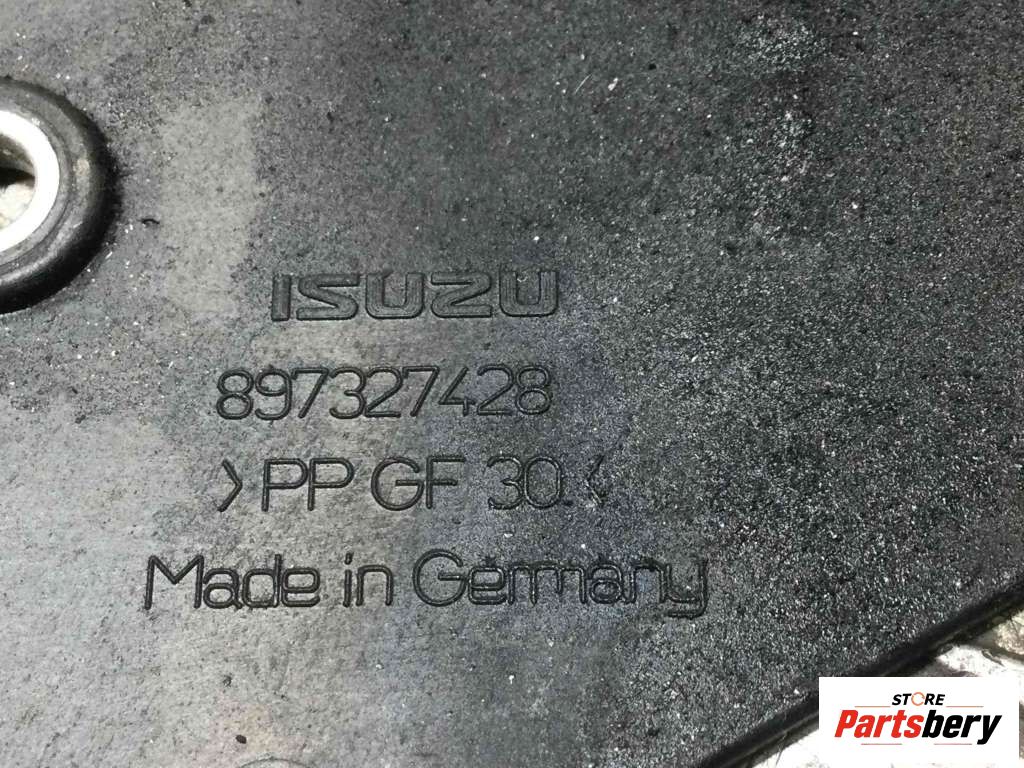 ISUZU
897327428
>PP GF 30.<
Made in Germany
STORE
Partsbery